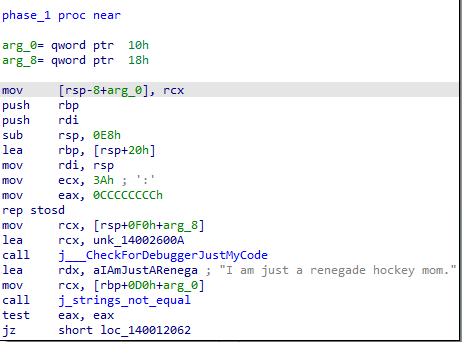 phase_1 proc near
arg_0= qword ptr  10h
arg_8= qword ptr  18h
mov     [rsp-8+arg_0], rcx
push    rbp
push    rdi
sub     rsp, 0E8h
lea     rbp, [rsp+20h]
mov     rdi, rsp
mov     ecx, 3Ah ; ':'
mov     eax, 0CCCCCCCCh
rep stosd
mov     rcx, [rsp+0F0h+arg_8]
lea     rcx, unk_14002600A
call    j___CheckForDebuggerJustMyCode
lea     rdx, aIAmJustARenega ; "I am just a renegade hockey mom."
mov     rcx, [rbp+0D0h+arg_0]
call    j_strings_not_equal
test    eax, eax
jz      short loc_140012062